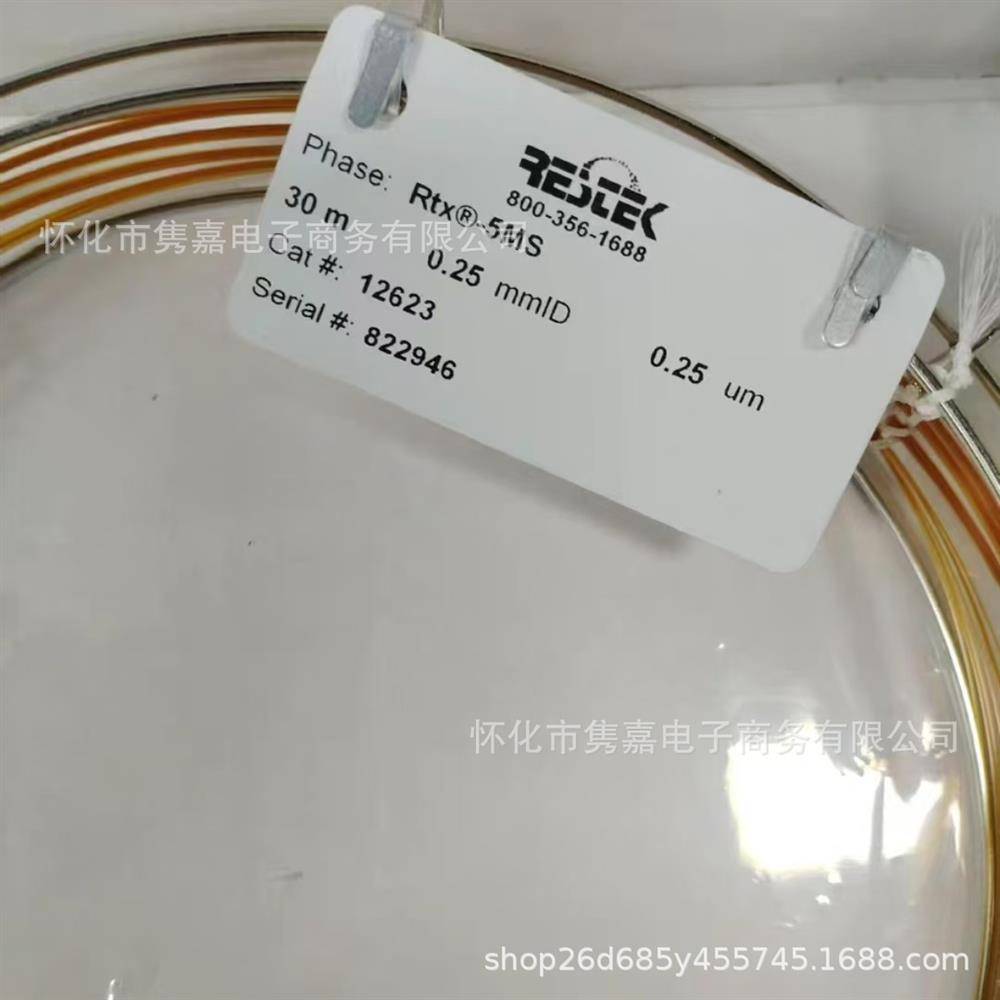 RESTEK
800-356-1688
Phase: Rtx®-5MS
30 m 0.25 mmID 0.25 um
Cat #: 12623
Serial #: 822946
怀化市隽嘉电子商务有限公司
怀化市隽嘉电子商务有限公司
shop26d685y455745.1688.com